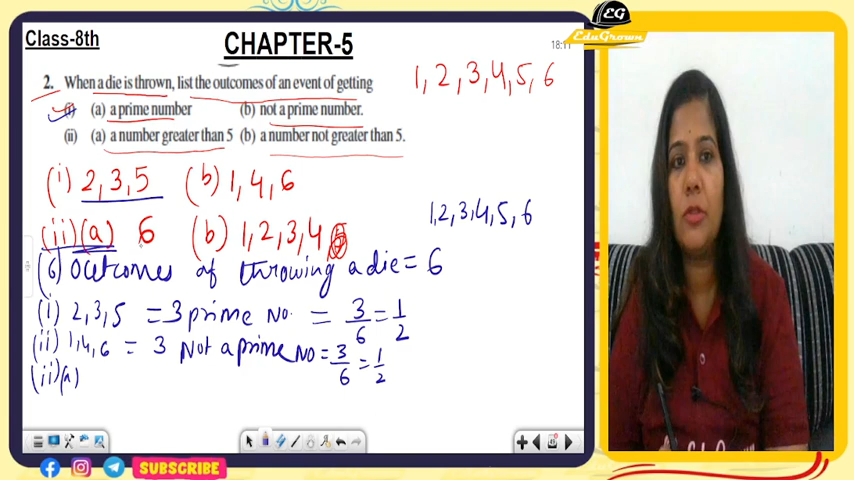 EG
EduGrown
Class-8th
CHAPTER-5
18:11
1, 2, 3, 4, 5, 6
2. When a die is thrown, list the outcomes of an event of getting
(i) (a) a prime number (b) not a prime number.
(ii) (a) a number greater than 5 (b) a number not greater than 5.
(i) 2, 3, 5 (b) 1, 4, 6
1, 2, 3, 4, 5, 6
(ii) (a) 6 (b) 1, 2, 3, 4
(6) Outcomes of throwing a die = 6
(i) 2, 3, 5 = 3 prime No. = 3/6 = 1/2
(ii) 1, 4, 6 = 3 Not a prime No = 3/6 = 1/2
(ii) (a)
SUBSCRIBE